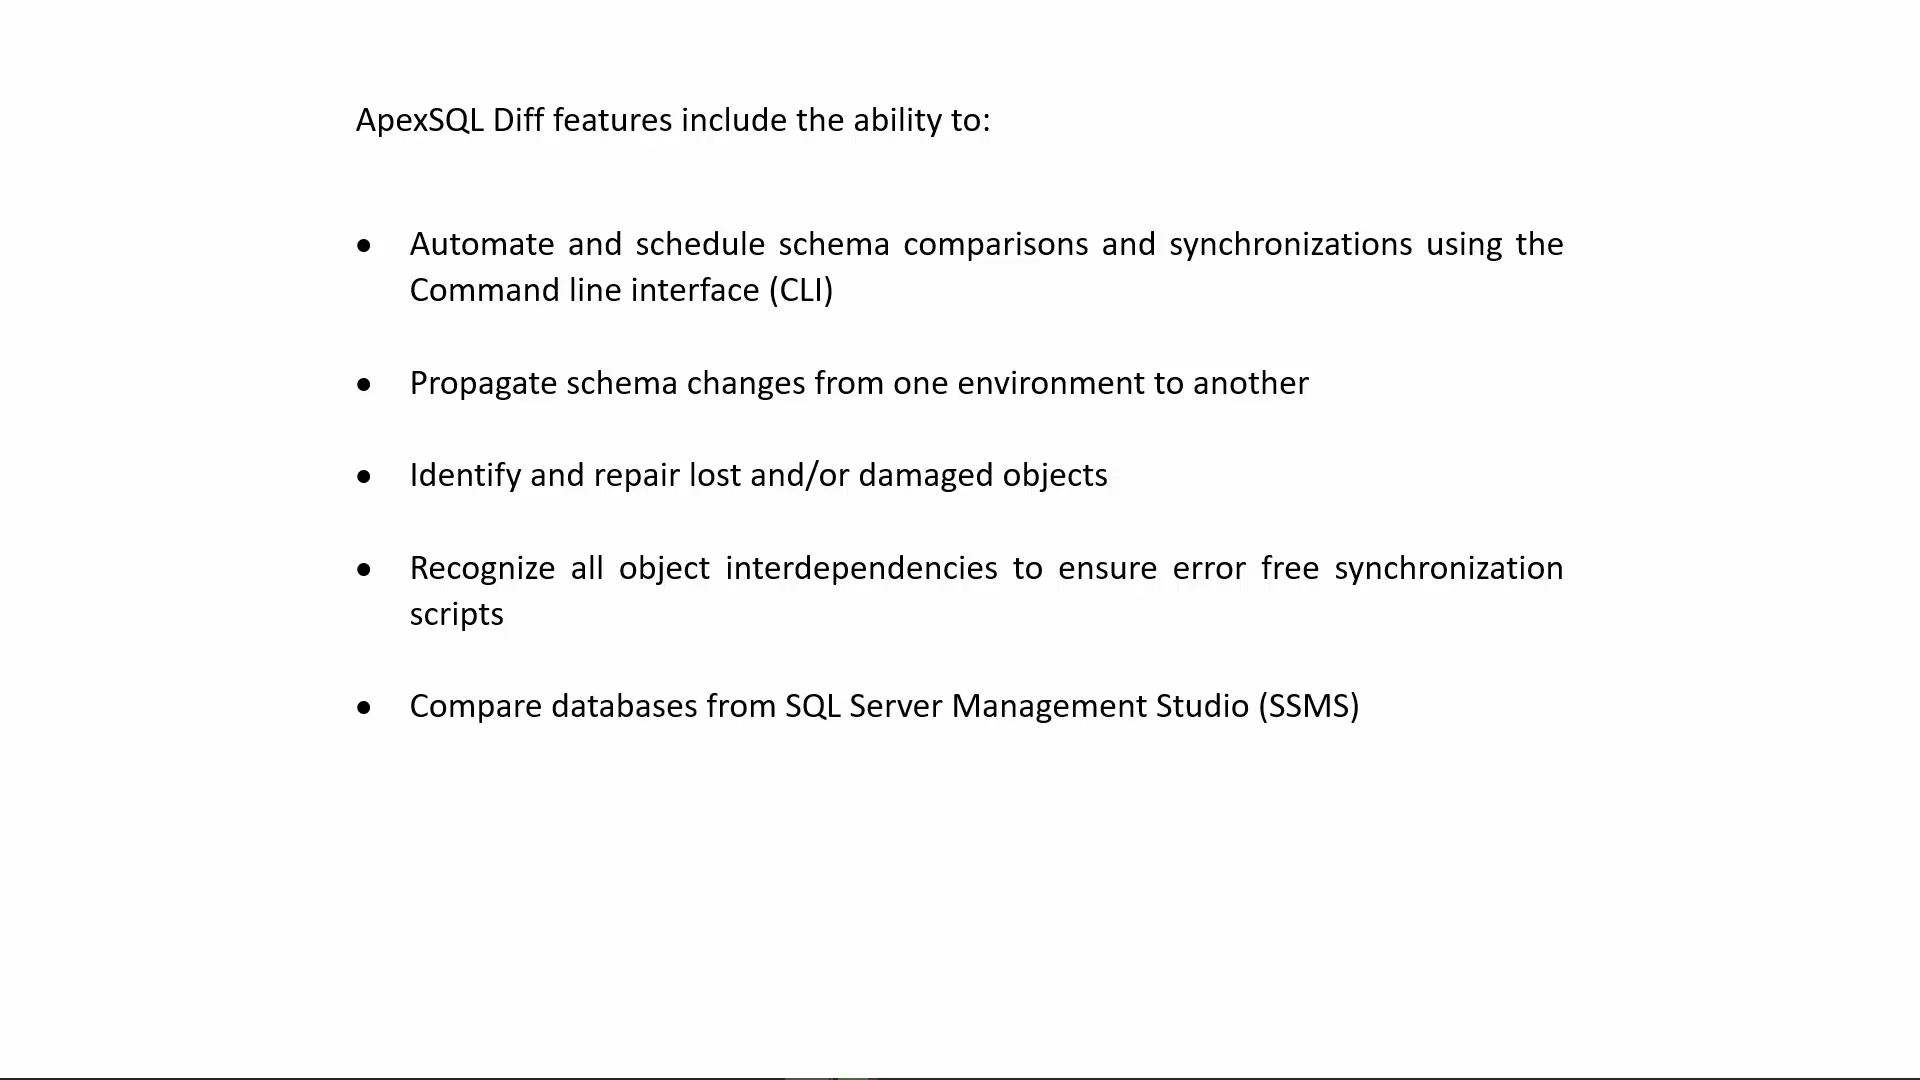 ApexSQL Diff features include the ability to:
• Automate and schedule schema comparisons and synchronizations using the
Command line interface (CLI)
• Propagate schema changes from one environment to another
• Identify and repair lost and/or damaged objects
• Recognize all object interdependencies to ensure error free synchronization
scripts
• Compare databases from SQL Server Management Studio (SSMS)